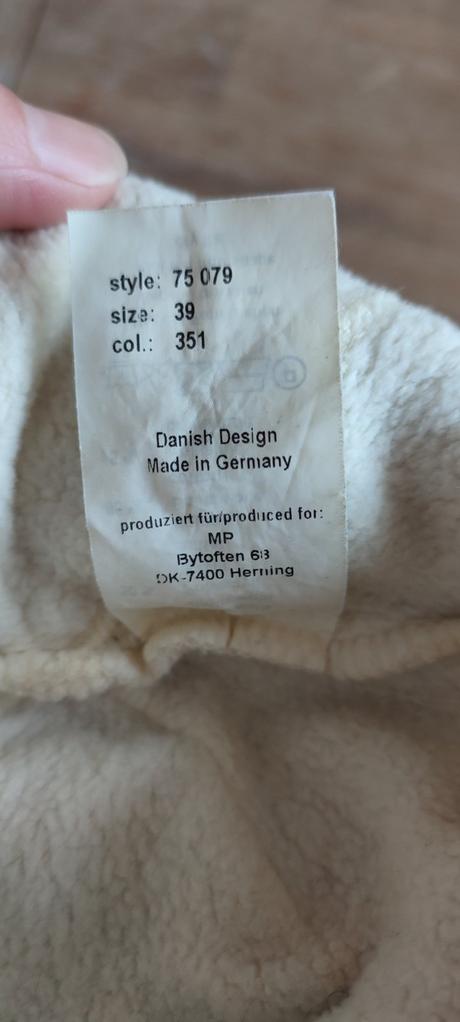 style: 75 079
size: 39
col.: 351
Danish Design
Made in Germany
produziert für/produced for:
MP
Bytoften
DK-7400 Herning